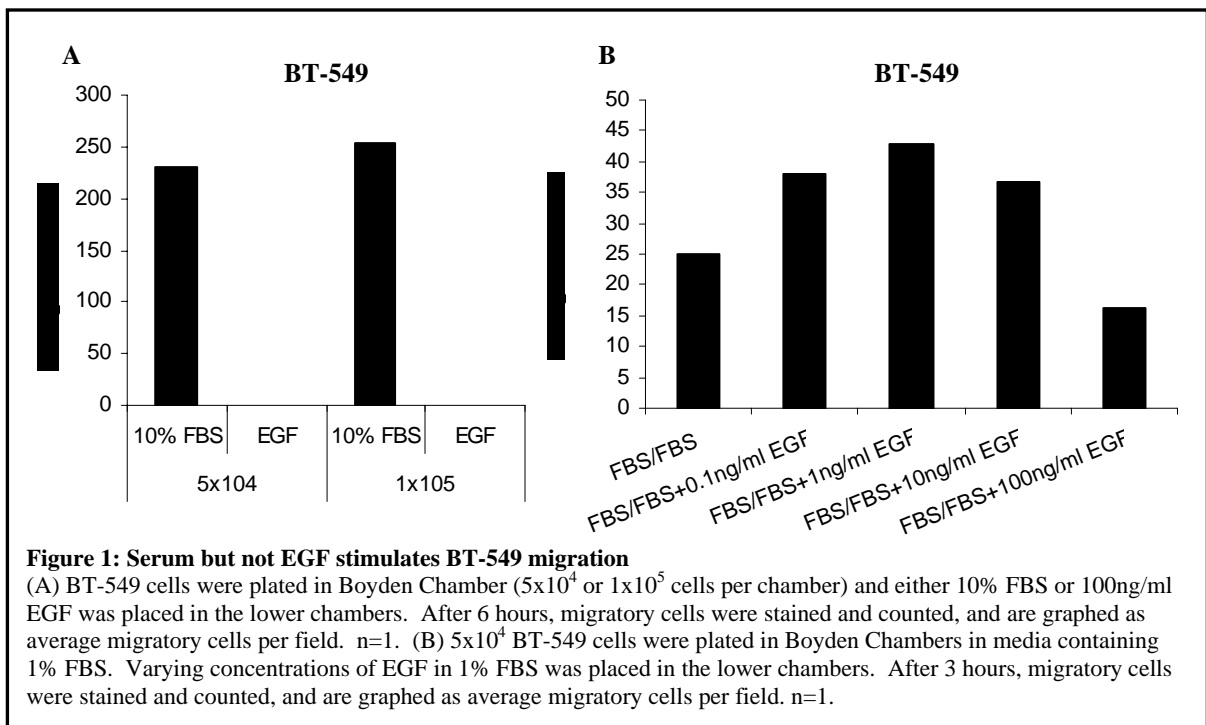 A
BT-549
300
250
200
150
100
50
0
10% FBS EGF 10% FBS EGF
5x104 1x105
B
BT-549
50
45
40
35
30
25
20
15
10
5
0
FBS/FBS
FBS/FBS+0.1ng/ml EGF
FBS/FBS+1ng/ml EGF
FBS/FBS+10ng/ml EGF
FBS/FBS+100ng/ml EGF
Figure 1: Serum but not EGF stimulates BT-549 migration
(A) BT-549 cells were plated in Boyden Chamber (5x10⁴ or 1x10⁵ cells per chamber) and either 10% FBS or 100ng/ml
EGF was placed in the lower chambers. After 6 hours, migratory cells were stained and counted, and are graphed as
average migratory cells per field. n=1. (B) 5x10⁴ BT-549 cells were plated in Boyden Chambers in media containing
1% FBS. Varying concentrations of EGF in 1% FBS was placed in the lower chambers. After 3 hours, migratory cells
were stained and counted, and are graphed as average migratory cells per field. n=1.